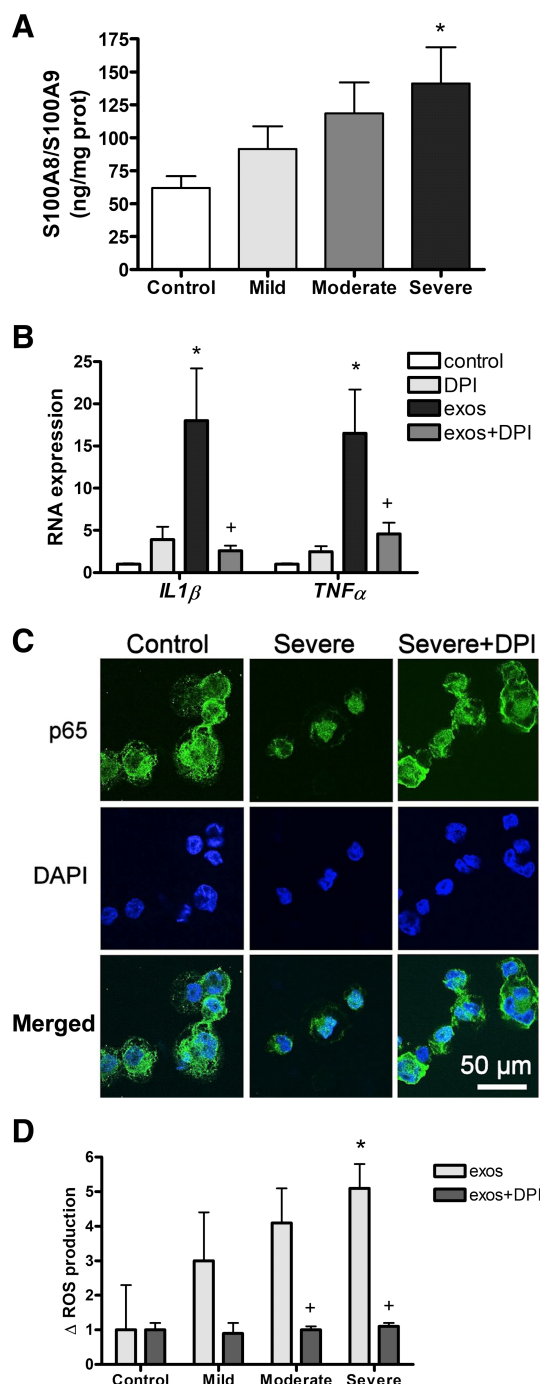 A
S100A8/S100A9
(ng/mg prot)
175
150
125
100
75
50
25
0
*
Control Mild Moderate Severe
B
RNA expression
25
20
15
10
5
0
* +
* +
IL1β TNFα
control
DPI
exos
exos+DPI
C
Control Severe Severe+DPI
p65
DAPI
Merged
50 μm
D
Δ ROS production
6
5
4
3
2
1
0
+
*
+
Control Mild Moderate Severe
exos
exos+DPI